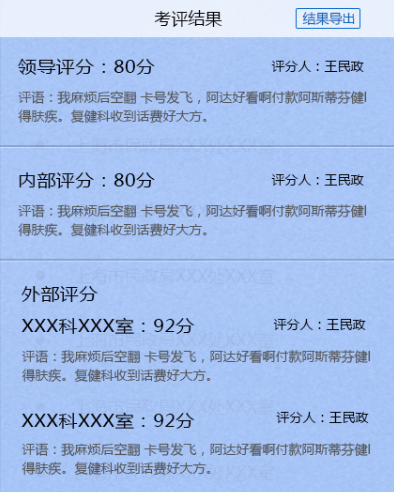 考评结果
结果导出
领导评分：80分
评分人：王民政
评语：我麻烦后空翻 卡号发飞，阿达好看啊付款阿斯蒂芬健l
得肤疾。复健科收到话费好大方。
内部评分：80分
评分人：王民政
评语：我麻烦后空翻 卡号发飞，阿达好看啊付款阿斯蒂芬健l
得肤疾。复健科收到话费好大方。
外部评分
XXX科XXX室：92分
评分人：王民政
评语：我麻烦后空翻 卡号发飞，阿达好看啊付款阿斯蒂芬健l
得肤疾。复健科收到话费好大方。
XXX科XXX室：92分
评分人：王民政
评语：我麻烦后空翻 卡号发飞，阿达好看啊付款阿斯蒂芬健l
得肤疾。复健科收到话费好大方。